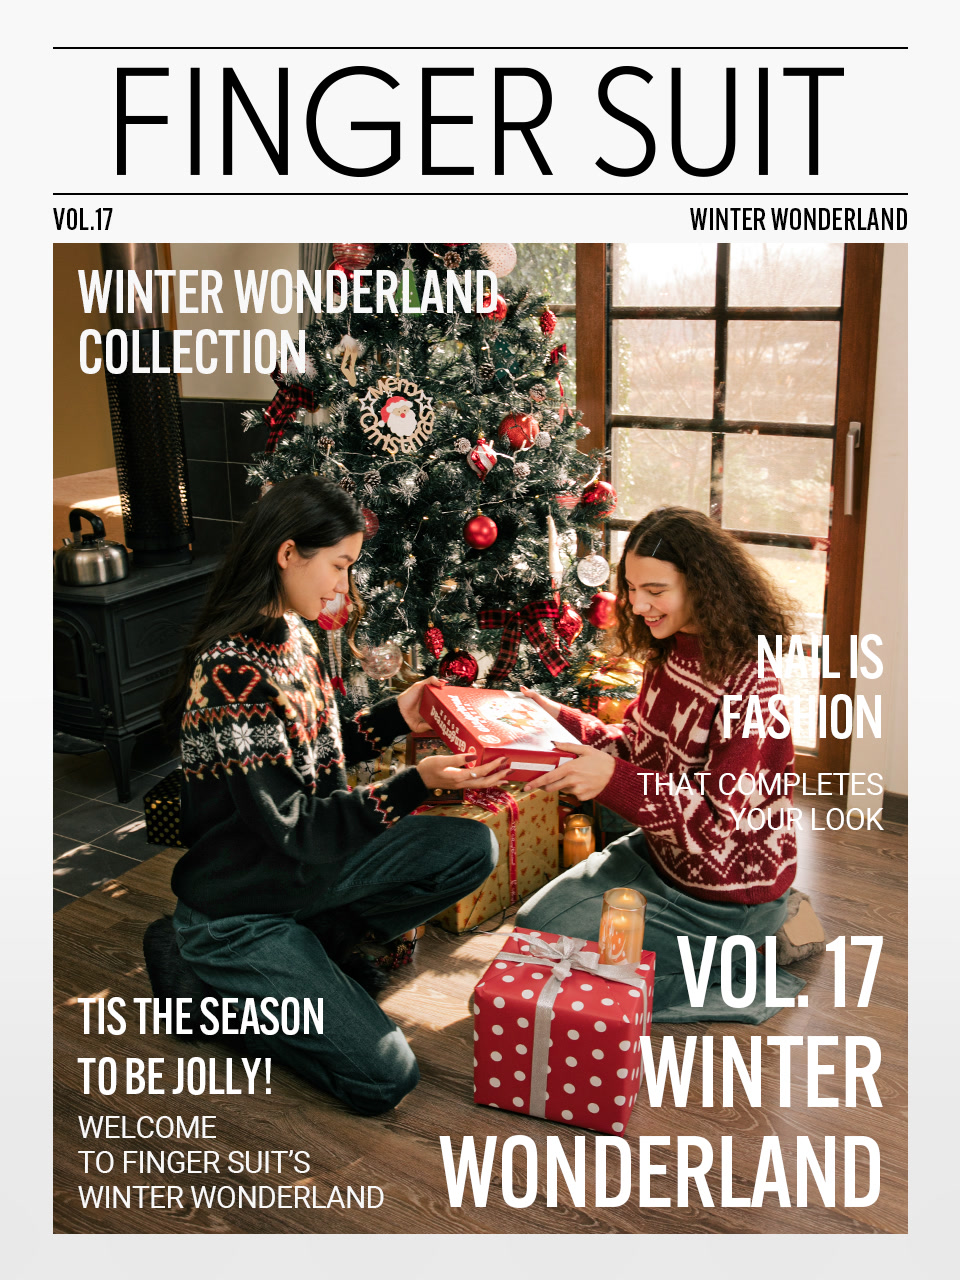 FINGER SUIT
VOL.17
WINTER WONDERLAND
WINTER WONDERLAND
COLLECTION
Merry
Christmas
NAIL IS
FASHION
THAT COMPLETES
YOUR LOOK
TIS THE SEASON
TO BE JOLLY!
WELCOME
TO FINGER SUIT'S
WINTER WONDERLAND
VOL. 17
WINTER
WONDERLAND